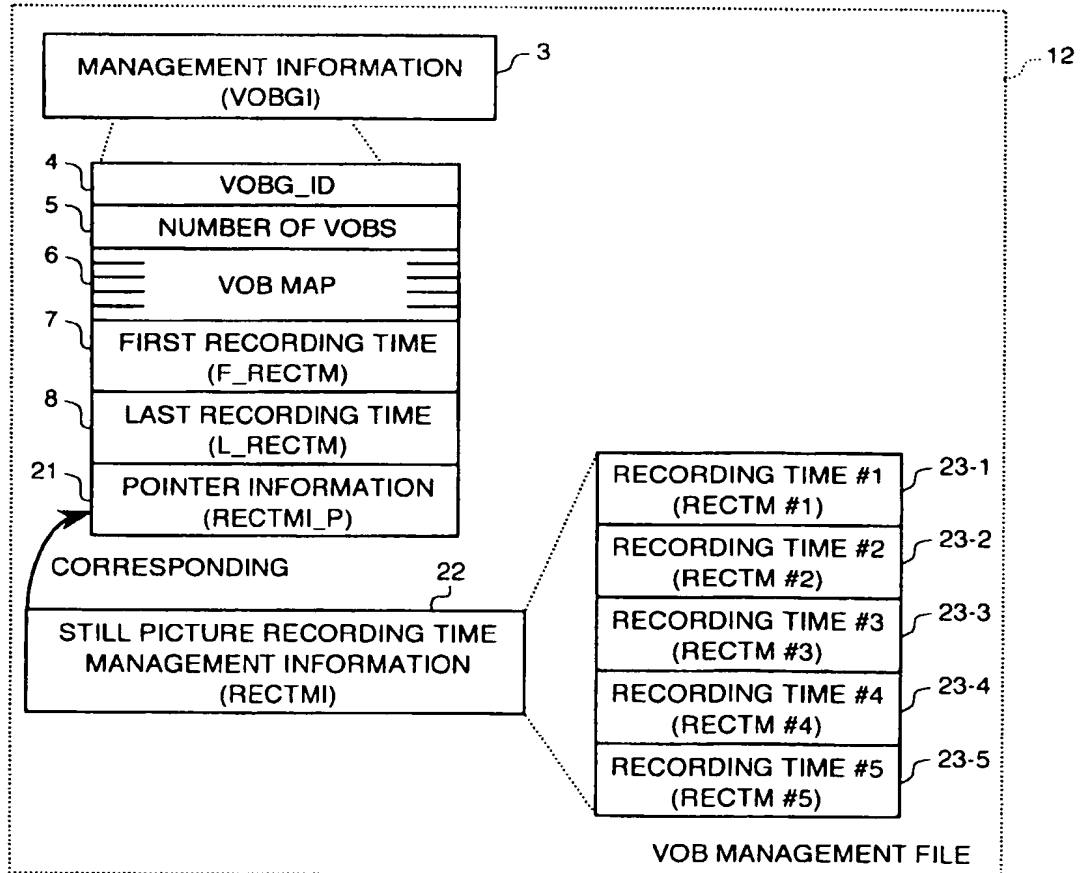 MANAGEMENT INFORMATION
(VOBGI)
3
12
4
VOBG_ID
5
NUMBER OF VOBS
6
VOB MAP
7
FIRST RECORDING TIME
(F_RECTM)
8
LAST RECORDING TIME
(L_RECTM)
21
POINTER INFORMATION
(RECTMI_P)
CORRESPONDING
22
STILL PICTURE RECORDING TIME
MANAGEMENT INFORMATION
(RECTMI)
RECORDING TIME #1
(RECTM #1)
23-1
RECORDING TIME #2
(RECTM #2)
23-2
RECORDING TIME #3
(RECTM #3)
23-3
RECORDING TIME #4
(RECTM #4)
23-4
RECORDING TIME #5
(RECTM #5)
23-5
VOB MANAGEMENT FILE